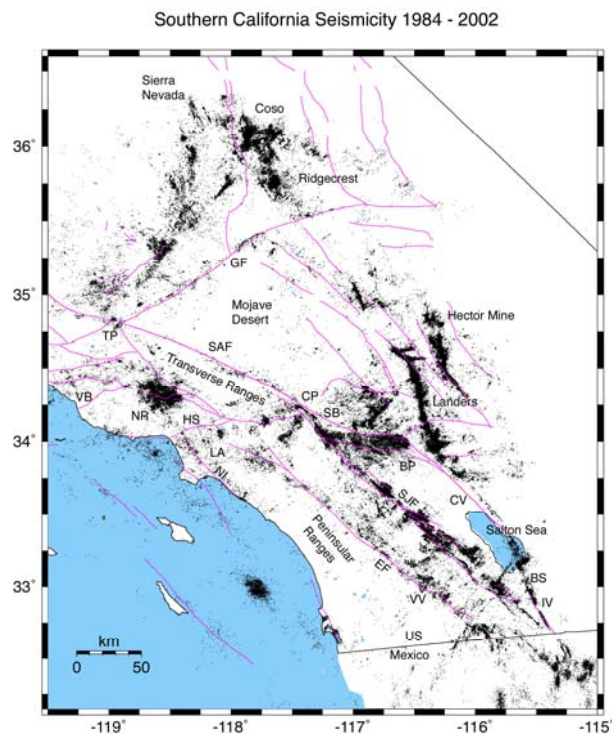 Southern California Seismicity 1984 - 2002
Sierra
Nevada
Coso
36˚
Ridgecrest
GF
35˚
Mojave
Desert
Hector Mine
TP
SAF
Transverse Ranges
VB
CP
Landers
NR
HS
SB
34˚
LA
BP
NI
SJF
CV
Peninsular
Ranges
Salton Sea
EF
33˚
BS
VV
IV
US
km
Mexico
0
50
-119˚
-118˚
-117˚
-116˚
-115˚